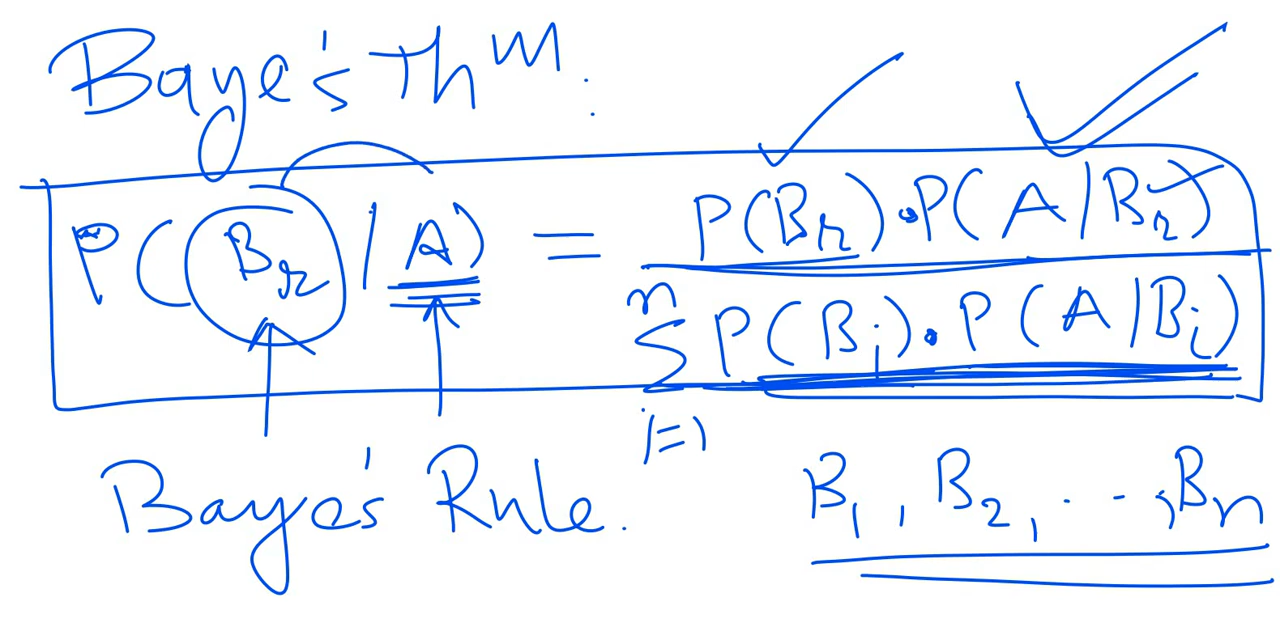 Baye's Thm.
P(Br | A) = P(Br) . P(A | Br) / n Σ i=1 P(Bi) . P(A | Bi)
Baye's Rule.
B1, B2, . . . , Bn